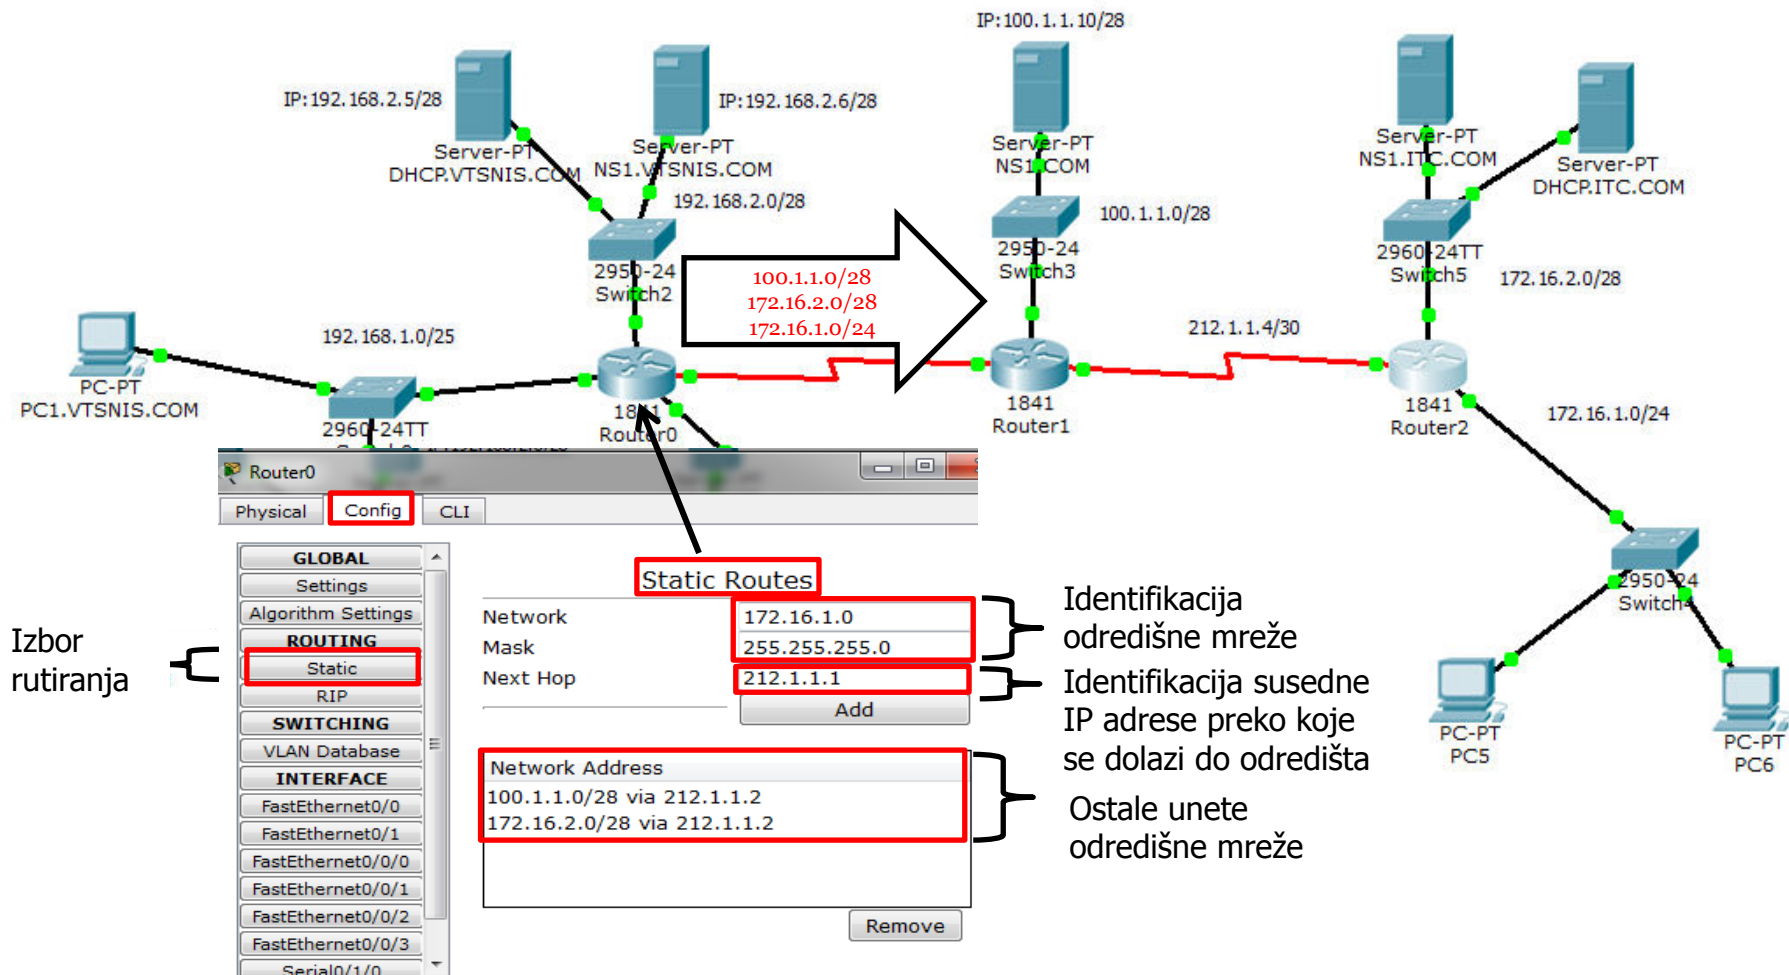 IP:100.1.1.10/28
IP:192.168.2.5/28
IP:192.168.2.6/28
Server-PT
DHCP.VTSNIS.COM
Server-PT
NS1.VTSNIS.COM
192.168.2.0/28
Server-PT
NS1.COM
100.1.1.0/28
Server-PT
NS1.ITC.COM
Server-PT
DHCP.ITC.COM
2950-24
Switch2
2950-24
Switch3
2960-24TT
Switch5
172.16.2.0/28
100.1.1.0/28
172.16.2.0/28
172.16.1.0/24
192.168.1.0/25
212.1.1.4/30
PC-PT
PC1.VTSNIS.COM
2960-24TT
1841
Router0
1841
Router1
1841
Router2
172.16.1.0/24
2950-24
Switch4
PC-PT
PC5
PC-PT
PC6
Router0
Physical
Config
CLI
GLOBAL
Settings
Algorithm Settings
ROUTING
Static
RIP
SWITCHING
VLAN Database
INTERFACE
FastEthernet0/0
FastEthernet0/1
FastEthernet0/0/0
FastEthernet0/0/1
FastEthernet0/0/2
FastEthernet0/0/3
Serial0/1/0
Static Routes
Network
172.16.1.0
Mask
255.255.255.0
Next Hop
212.1.1.1
Add
Network Address
100.1.1.0/28 via 212.1.1.2
172.16.2.0/28 via 212.1.1.2
Remove
Izbor
rutiranja
Identifikacija
odredišne mreže
Identifikacija susedne
IP adrese preko koje
se dolazi do odredišta
Ostale unete
odredišne mreže